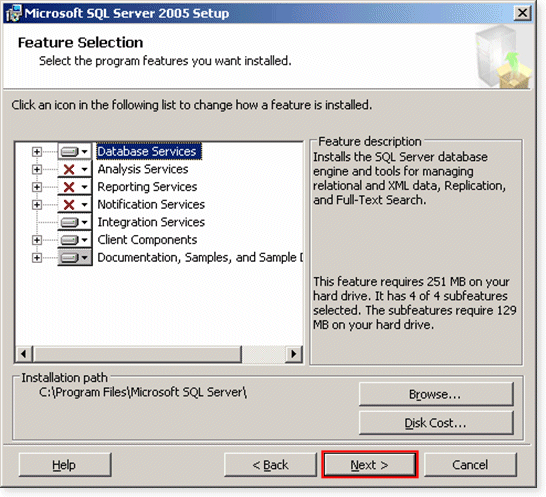 Microsoft SQL Server 2005 Setup
Feature Selection
Select the program features you want installed.
Click an icon in the following list to change how a feature is installed.
Database Services
Analysis Services
Reporting Services
Notification Services
Integration Services
Client Components
Documentation, Samples, and Sample D
Feature description
Installs the SQL Server database
engine and tools for managing
relational and XML data, Replication,
and Full-Text Search.
This feature requires 251 MB on your
hard drive. It has 4 of 4 subfeatures
selected. The subfeatures require 129
MB on your hard drive.
Installation path
C:\Program Files\Microsoft SQL Server\
Browse...
Disk Cost...
Help
< Back
Next >
Cancel